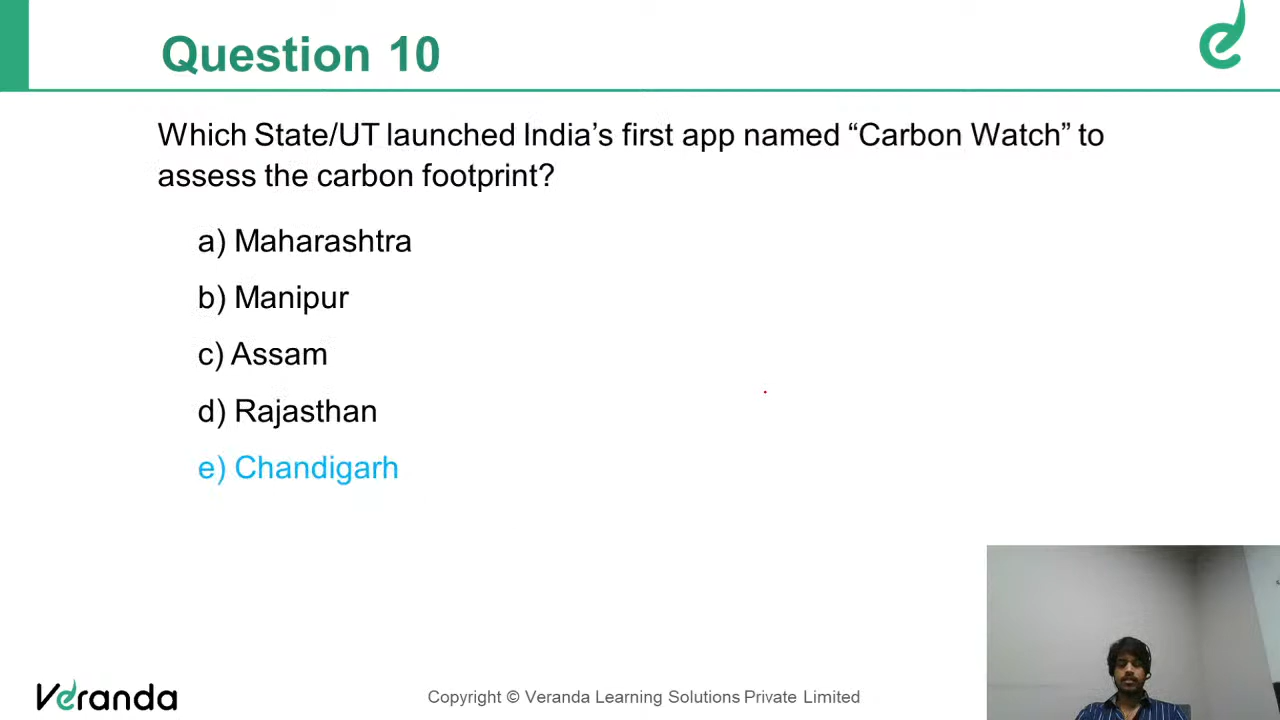 Question 10
Which State/UT launched India’s first app named “Carbon Watch” to
assess the carbon footprint?
a) Maharashtra
b) Manipur
c) Assam
d) Rajasthan
e) Chandigarh
Veranda
Copyright © Veranda Learning Solutions Private Limited